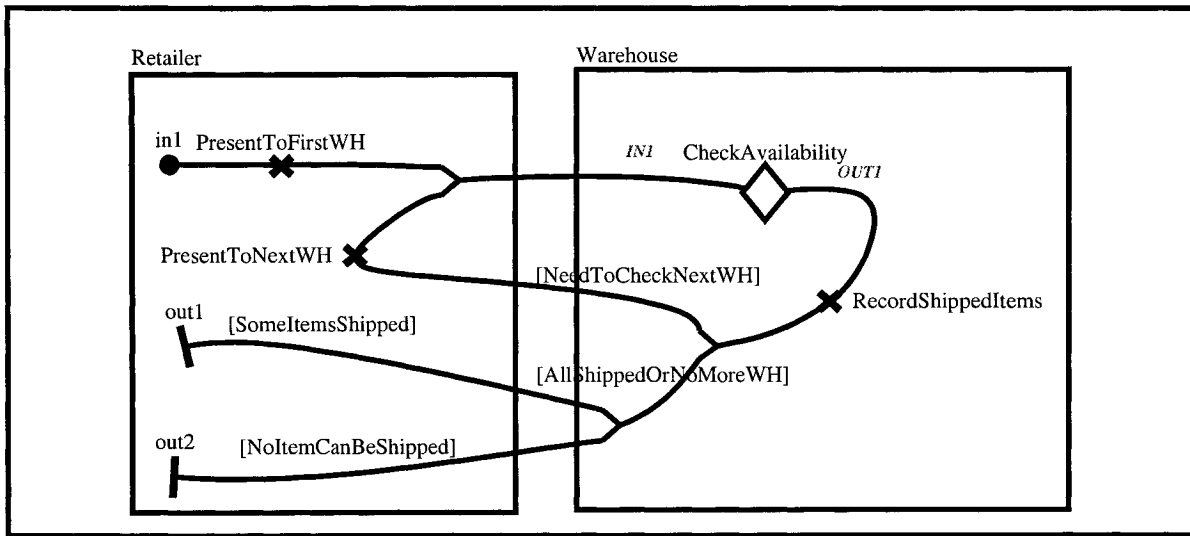 Retailer
Warehouse
in1
PresentToFirstWH
IN1
CheckAvailability
OUT1
PresentToNextWH
[NeedToCheckNextWH]
RecordShippedItems
out1
[SomeItemsShipped]
[AllShippedOrNoMoreWH]
out2
[NoItemCanBeShipped]